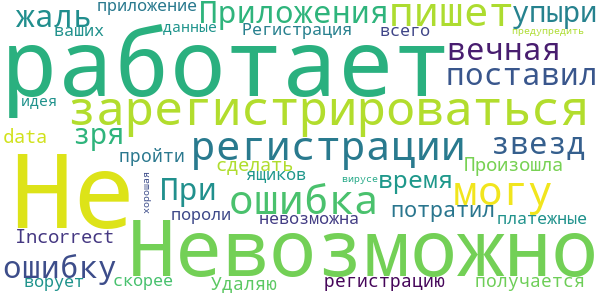 жаль
приложение
Приложения
пишет
упыри
ваших
данные
Регистрация
всего
предупредить
работает
вечная
поставил
идея
зарегистрироваться
data
зря
регистрации
звезд
пройти
сделать
Произошла
Не
хорошая
При
ящиков
вирусе
время
могу
ошибка
пороли
невозможна
потратил
платежные
Incorrect
Невозможно
ошибку
ворует
скорее
Удаляю
регистрацию
получается